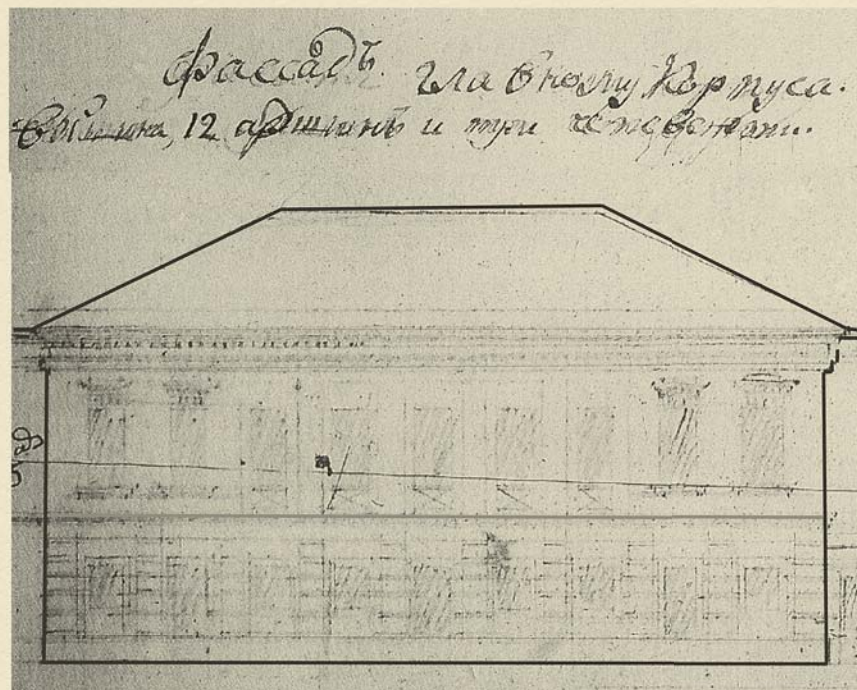 Фассадъ главному Корпуса.
Вышина, 12 аршинъ и три четверти.